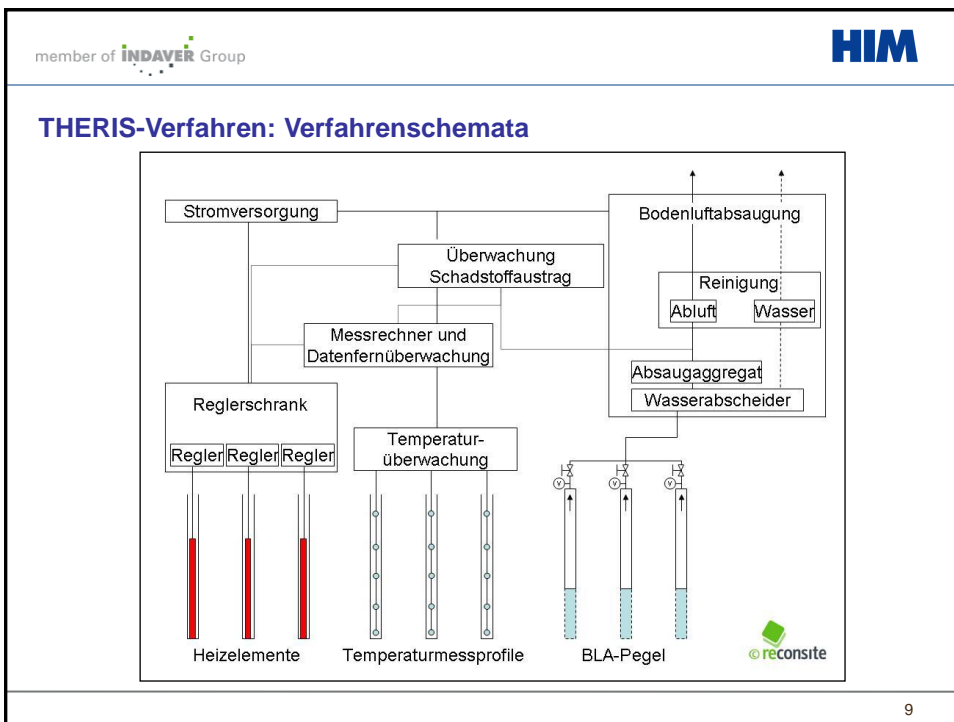 member of INDAVER Group
HIM
THERIS-Verfahren: Verfahrenschemata
Stromversorgung
Bodenluftabsaugung
Überwachung
Schadstoffaustrag
Reinigung
Abluft
Wasser
Messrechner und
Datenfernüberwachung
Absaugaggregat
Wasserabscheider
Reglerschrank
Regler
Regler
Regler
Temperatur-
überwachung
V
V
V
Heizelemente
Temperaturmessprofile
BLA-Pegel
© reconsite
9